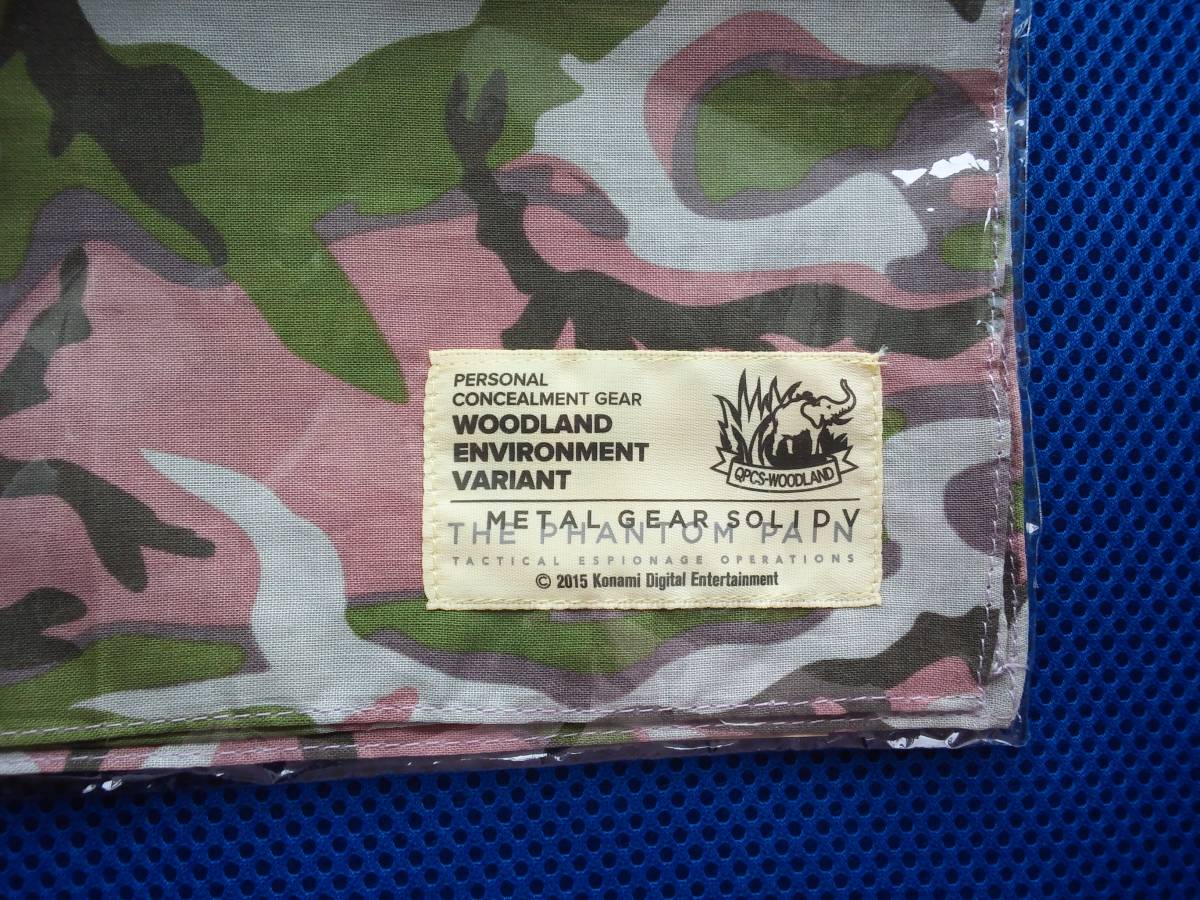 PERSONAL
CONCEALMENT GEAR
WOODLAND
ENVIRONMENT
VARIANT
QPCS-WOODLAND
METAL GEAR SOLID V
THE PHANTOM PAIN
TACTICAL ESPIONAGE OPERATIONS
© 2015 Konami Digital Entertainment